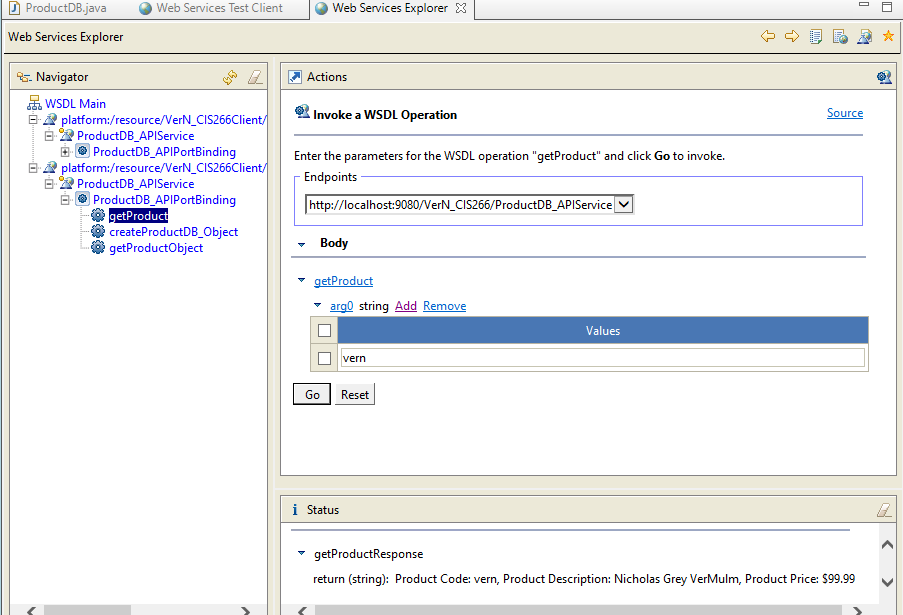 ProductDB.java
Web Services Test Client
Web Services Explorer
Web Services Explorer
Navigator
WSDL Main
platform:/resource/VerN_CIS266Client/
ProductDB_APIService
ProductDB_APIPortBinding
platform:/resource/VerN_CIS266Client/
ProductDB_APIService
ProductDB_APIPortBinding
getProduct
createProductDB_Object
getProductObject
Actions
Invoke a WSDL Operation
Source
Enter the parameters for the WSDL operation "getProduct" and click Go to invoke.
Endpoints
http://localhost:9080/VerN_CIS266/ProductDB_APIService
Body
getProduct
arg0 string Add Remove
Values
vern
Go Reset
Status
getProductResponse
return (string): Product Code: vern, Product Description: Nicholas Grey VerMulm, Product Price: $99.99